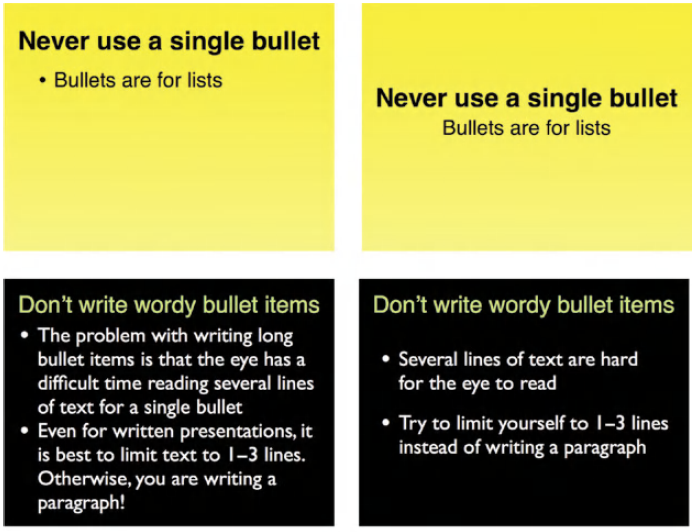 Never use a single bullet
• Bullets are for lists
Never use a single bullet
Bullets are for lists
Don't write wordy bullet items
• The problem with writing long
bullet items is that the eye has a
difficult time reading several lines
of text for a single bullet
• Even for written presentations, it
is best to limit text to 1–3 lines.
Otherwise, you are writing a
paragraph!
Don't write wordy bullet items
• Several lines of text are hard
for the eye to read
• Try to limit yourself to 1–3 lines
instead of writing a paragraph